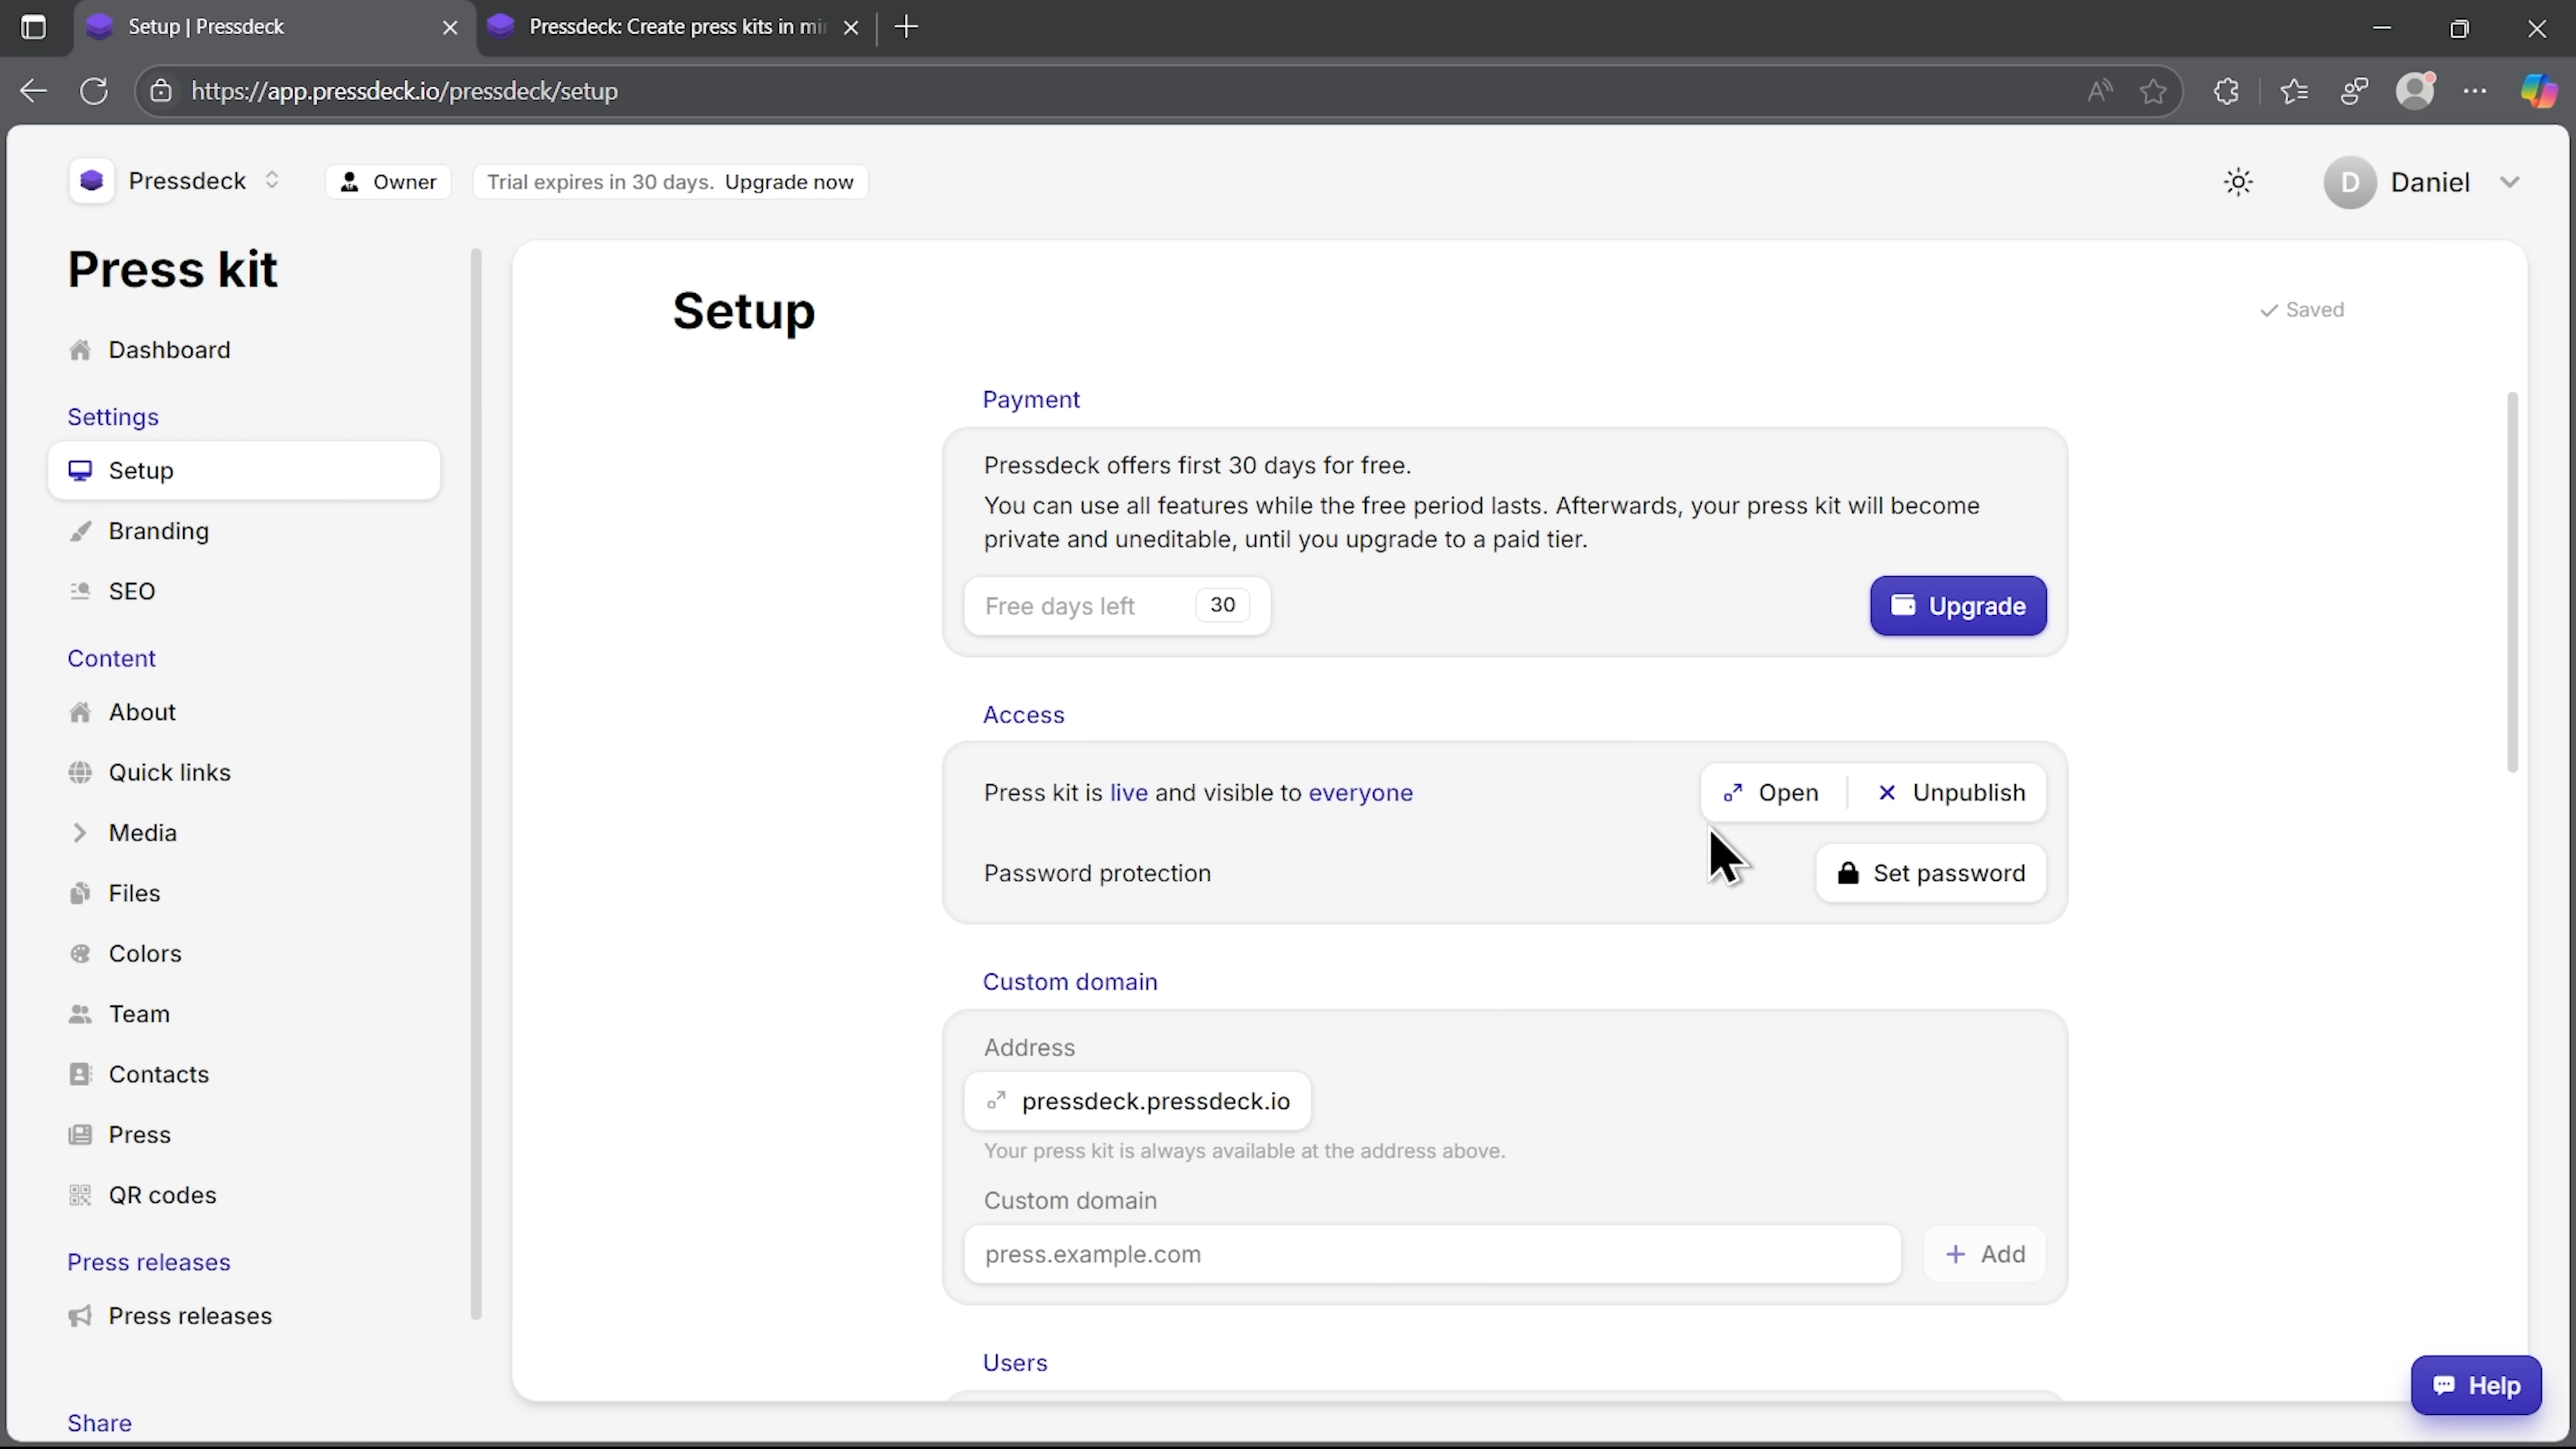 Setup | Pressdeck
Pressdeck: Create press kits in mi
https://app.pressdeck.io/pressdeck/setup
Pressdeck
Owner
Trial expires in 30 days. Upgrade now
D
Daniel
Press kit
Dashboard
Settings
Setup
Branding
SEO
Content
About
Quick links
Media
Files
Colors
Team
Contacts
Press
QR codes
Press releases
Press releases
Share
Setup
Saved
Payment
Pressdeck offers first 30 days for free.
You can use all features while the free period lasts. Afterwards, your press kit will become
private and uneditable, until you upgrade to a paid tier.
Free days left 30
Upgrade
Access
Press kit is live and visible to everyone
Open
Unpublish
Password protection
Set password
Custom domain
Address
pressdeck.pressdeck.io
Your press kit is always available at the address above.
Custom domain
press.example.com
+ Add
Users
Help